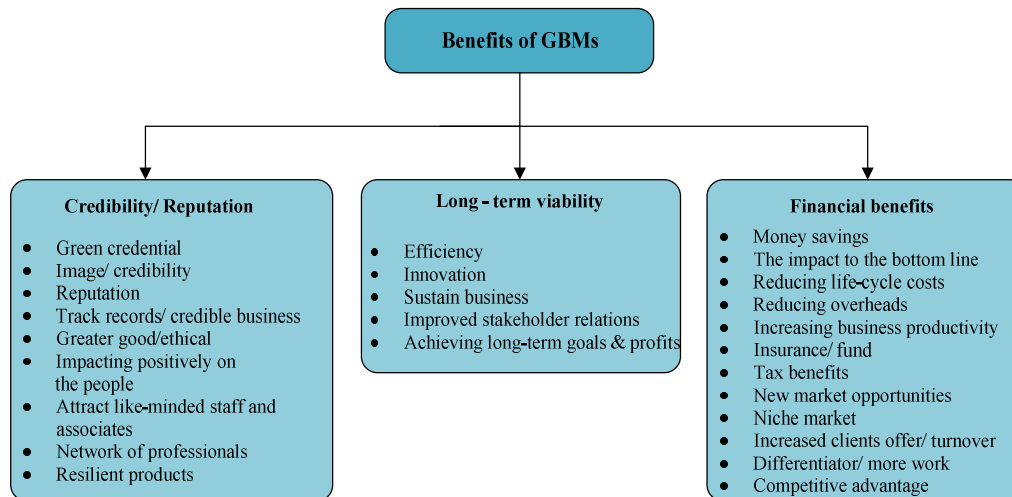 Benefits of GBMs
Credibility/ Reputation
• Green credential
• Image/ credibility
• Reputation
• Track records/ credible business
• Greater good/ethical
• Impacting positively on
the people
• Attract like-minded staff and
associates
• Network of professionals
• Resilient products
Long - term viability
• Efficiency
• Innovation
• Sustain business
• Improved stakeholder relations
• Achieving long-term goals & profits
Financial benefits
• Money savings
• The impact to the bottom line
• Reducing life-cycle costs
• Reducing overheads
• Increasing business productivity
• Insurance/ fund
• Tax benefits
• New market opportunities
• Niche market
• Increased clients offer/ turnover
• Differentiator/ more work
• Competitive advantage